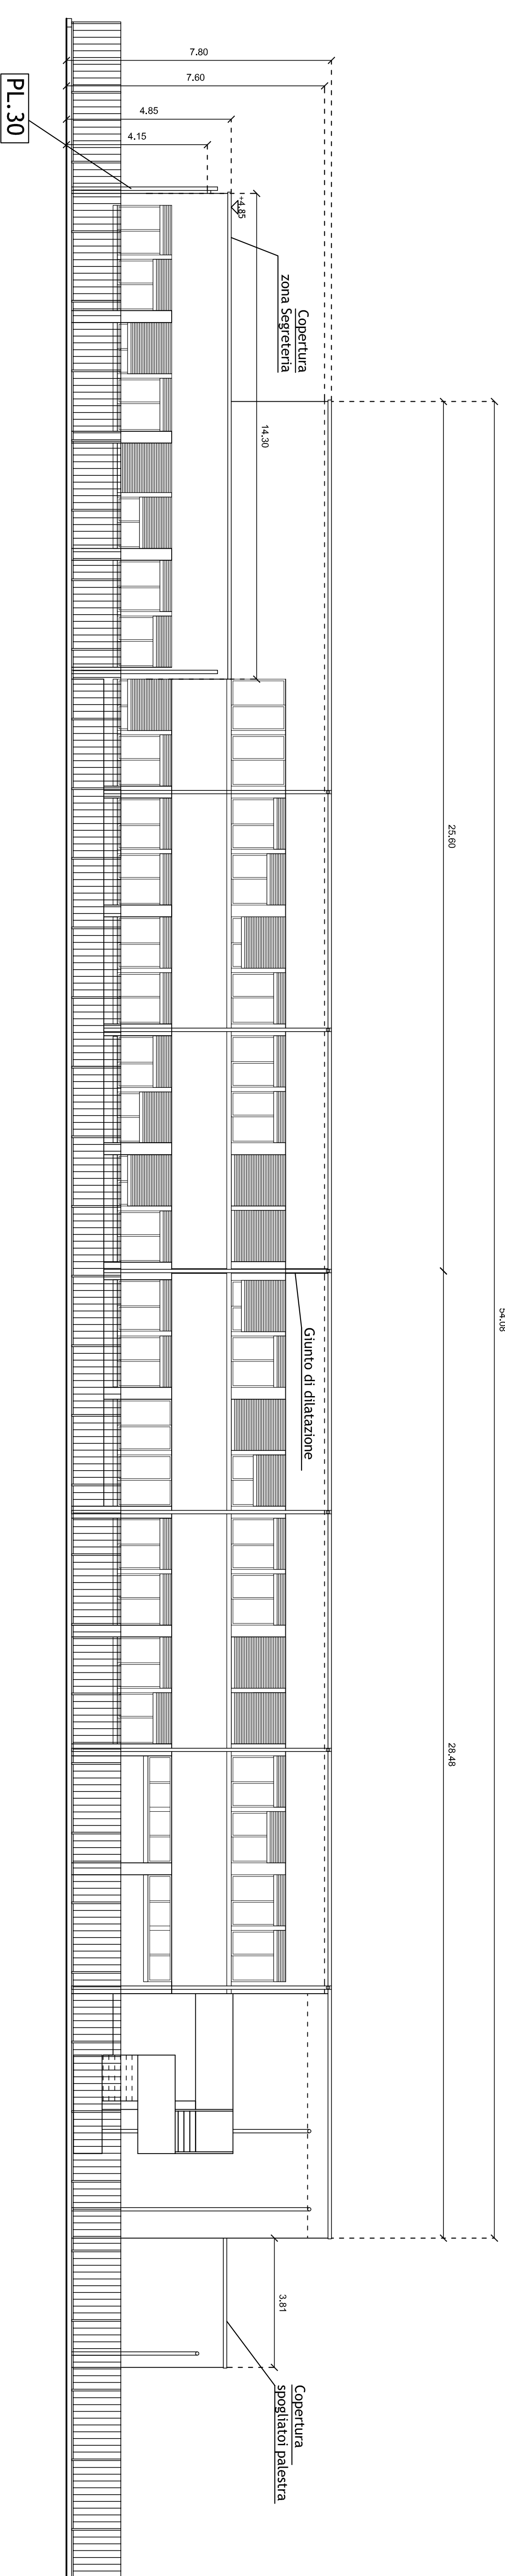 54.08
25.60
28.48
7.80
7.60
4.85
4.15
14.30
+4.85
Copertura
zona Segreteria
Giunto di dilatazione
3.81
Copertura
spogliatoi palestra
PL.30